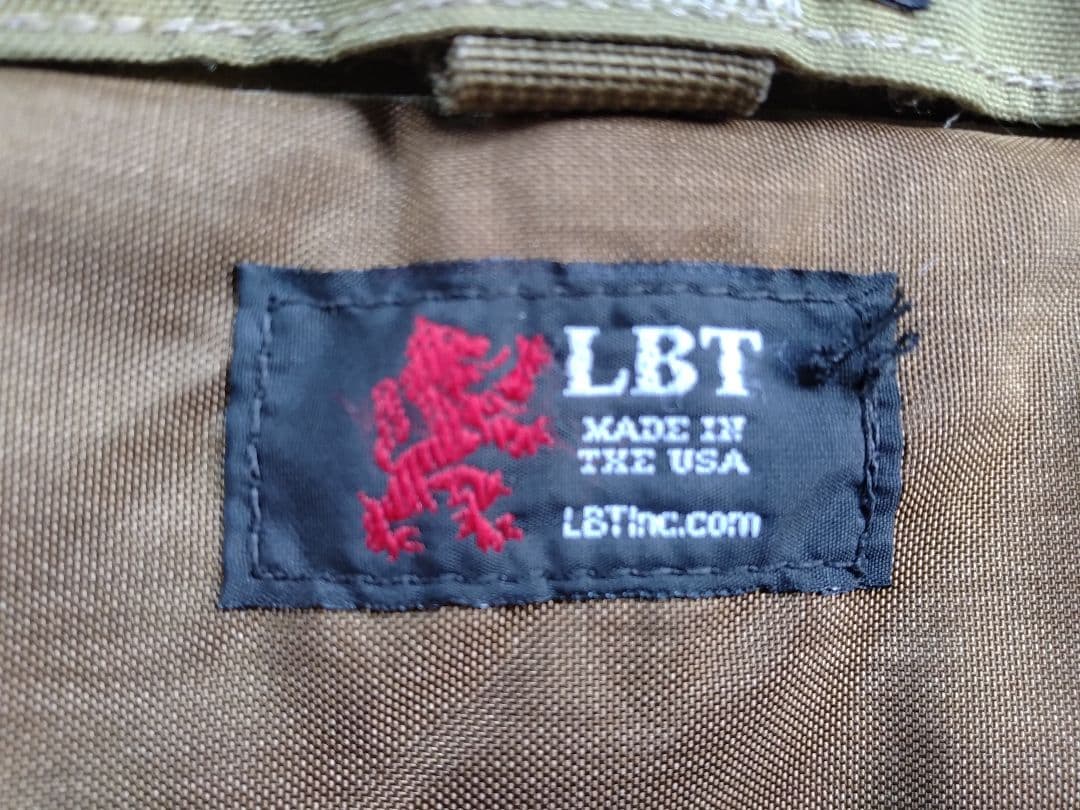 LBT
MADE IN
THE USA
LBTInc.com